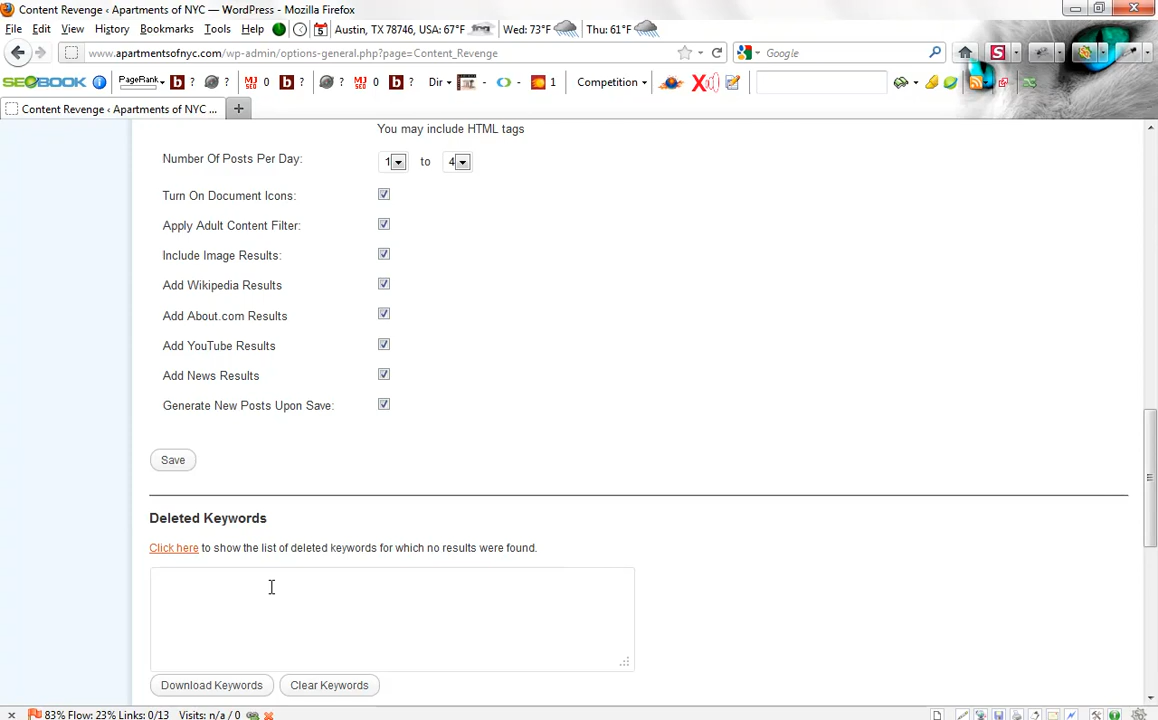 Content Revenge ‹ Apartments of NYC — WordPress - Mozilla Firefox
File Edit View History Bookmarks Tools Help 5 Austin, TX 78746, USA: 67°F Wed: 73°F Thu: 61°F
www.apartmentsofnyc.com/wp-admin/options-general.php?page=Content_Revenge Google
SEOBOOK PageRank b ? ? MJ SEO 0 b ? ? MJ SEO 0 b ? Dir - - 1 Competition
Content Revenge ‹ Apartments of NYC ...
You may include HTML tags
Number Of Posts Per Day: 1 to 4
Turn On Document Icons:
Apply Adult Content Filter:
Include Image Results:
Add Wikipedia Results
Add About.com Results
Add YouTube Results
Add News Results
Generate New Posts Upon Save:
Save
Deleted Keywords
Click here to show the list of deleted keywords for which no results were found.
Download Keywords Clear Keywords
83% Flow: 23% Links: 0/13 Visits: n/a / 0